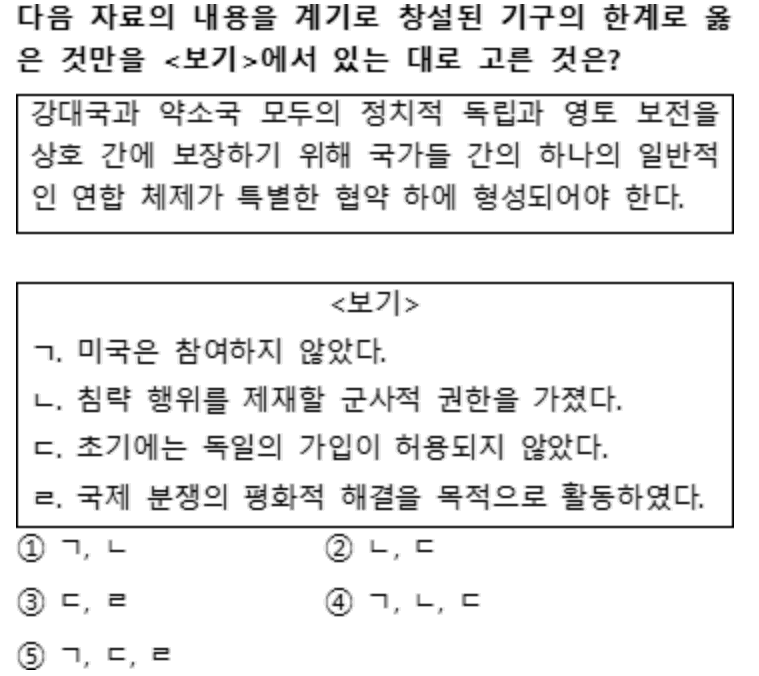 다음 자료의 내용을 계기로 창설된 기구의 한계로 옳
은 것만을 <보기>에서 있는 대로 고른 것은?
강대국과 약소국 모두의 정치적 독립과 영토 보전을
상호 간에 보장하기 위해 국가들 간의 하나의 일반적
인 연합 체제가 특별한 협약 하에 형성되어야 한다.
<보기>
ㄱ. 미국은 참여하지 않았다.
ㄴ. 침략 행위를 제재할 군사적 권한을 가졌다.
ㄷ. 초기에는 독일의 가입이 허용되지 않았다.
ㄹ. 국제 분쟁의 평화적 해결을 목적으로 활동하였다.
① ㄱ, ㄴ ② ㄴ, ㄷ
③ ㄷ, ㄹ ④ ㄱ, ㄴ, ㄷ
⑤ ㄱ, ㄷ, ㄹ